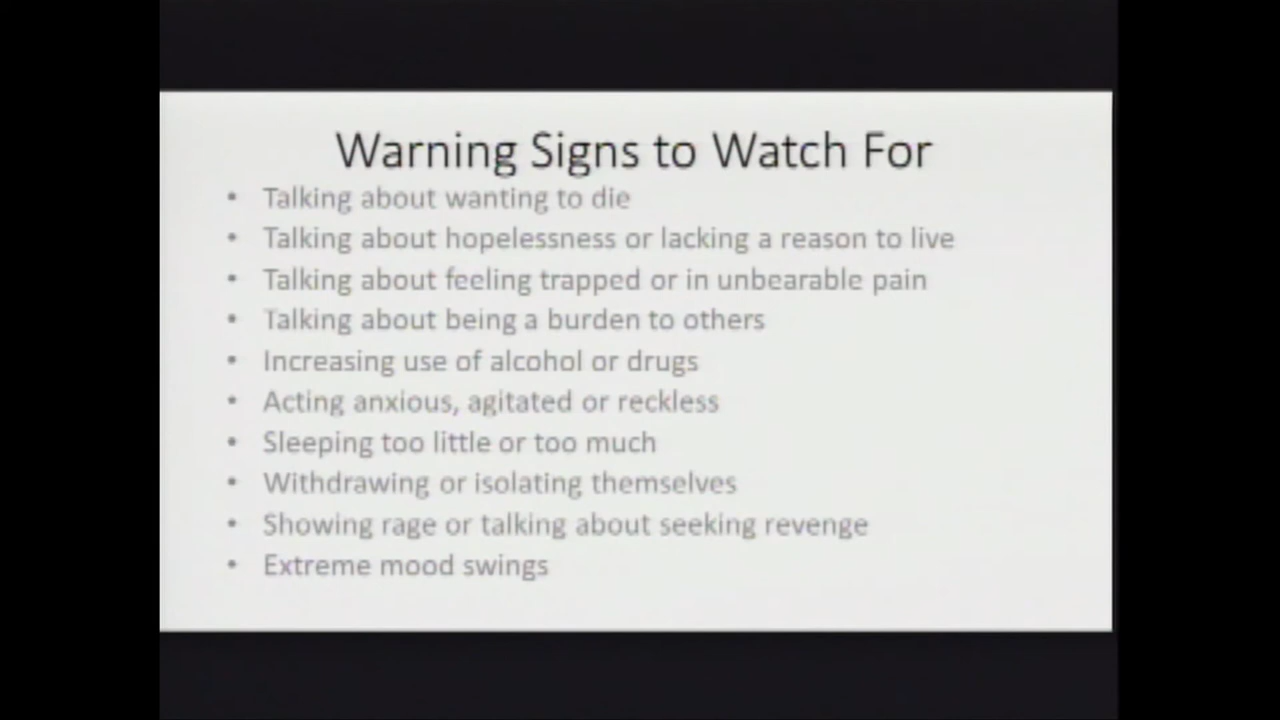 Warning Signs to Watch For
• Talking about wanting to die
• Talking about hopelessness or lacking a reason to live
• Talking about feeling trapped or in unbearable pain
• Talking about being a burden to others
• Increasing use of alcohol or drugs
• Acting anxious, agitated or reckless
• Sleeping too little or too much
• Withdrawing or isolating themselves
• Showing rage or talking about seeking revenge
• Extreme mood swings